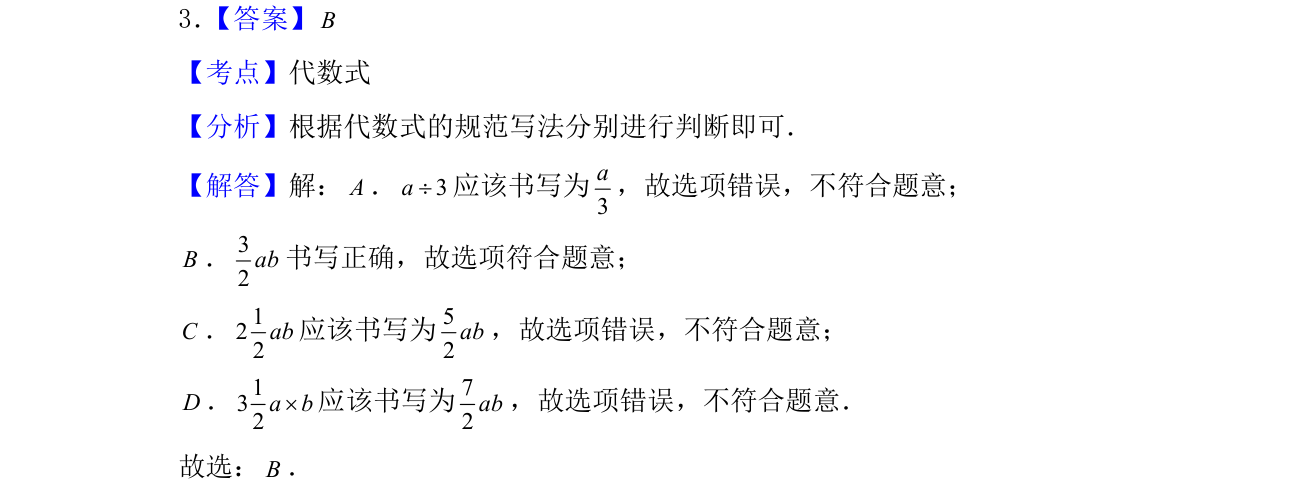 3.【答案】B
【考点】代数式
【分析】根据代数式的规范写法分别进行判断即可.
【解答】解：A．a÷3应该书写为a/3，故选项错误，不符合题意；
B．3/2 ab书写正确，故选项符合题意；
C．2 1/2 ab应该书写为5/2 ab，故选项错误，不符合题意；
D．3 1/2 a×b应该书写为7/2 ab，故选项错误，不符合题意．
故选：B．